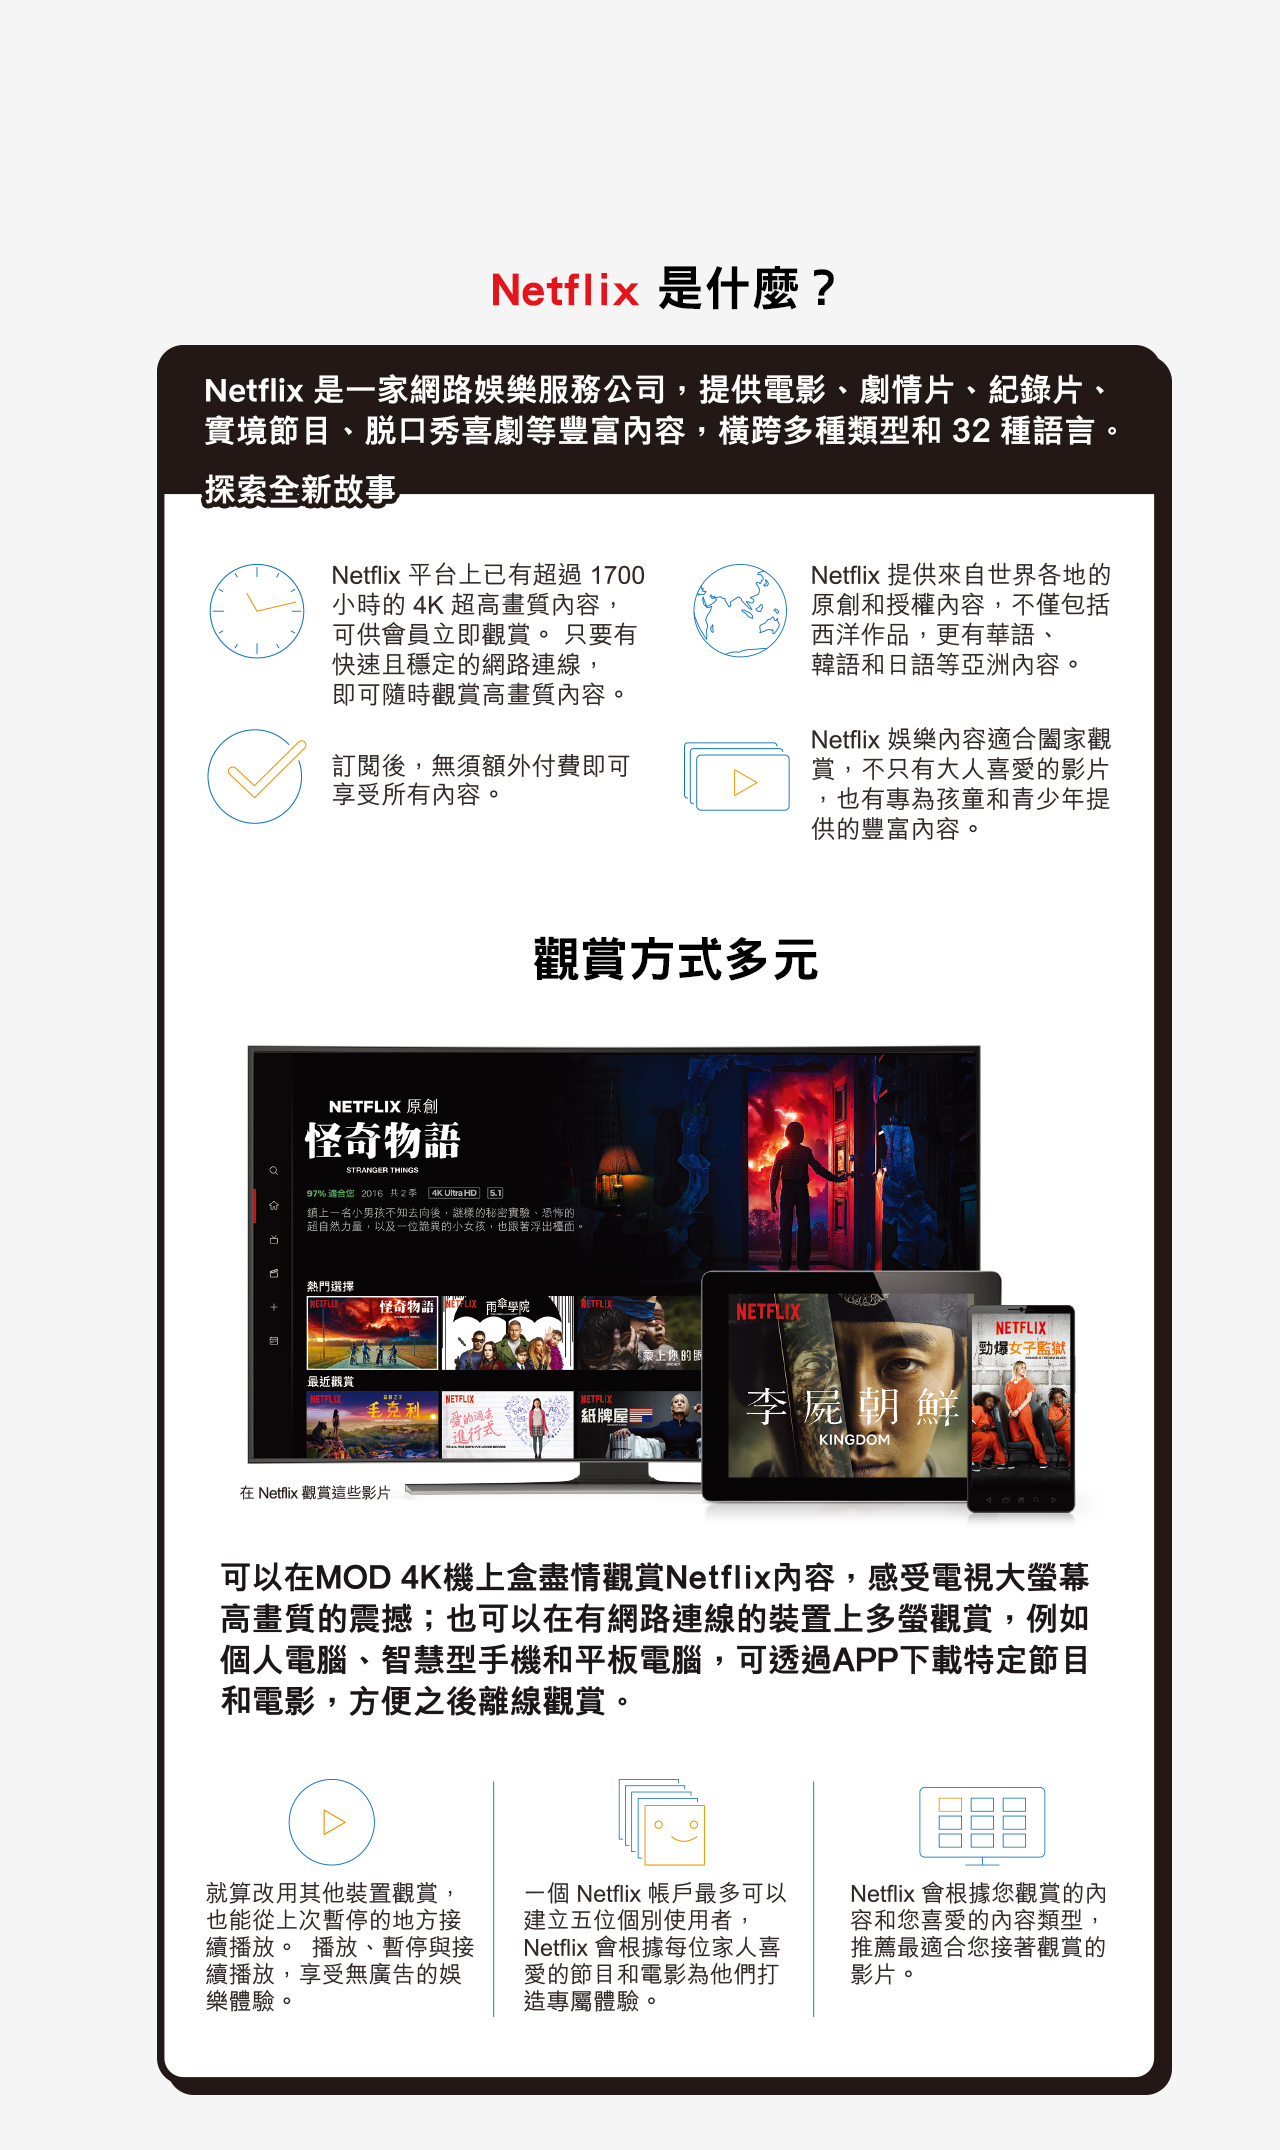 Netflix 是什麼？
Netflix 是一家網路娛樂服務公司，提供電影、劇情片、紀錄片、
實境節目、脱口秀喜劇等豐富內容，橫跨多種類型和 32 種語言。
探索全新故事
Netflix 平台上已有超過 1700
小時的 4K 超高畫質內容，
可供會員立即觀賞。 只要有
快速且穩定的網路連線，
即可隨時觀賞高畫質內容。
Netflix 提供來自世界各地的
原創和授權內容，不僅包括
西洋作品，更有華語、
韓語和日語等亞洲內容。
訂閱後，無須額外付費即可
享受所有內容。
Netflix 娛樂內容適合闔家觀
賞，不只有大人喜愛的影片
，也有專為孩童和青少年提
供的豐富內容。
觀賞方式多元
NETFLIX 原創
怪奇物語
STRANGER THINGS
97% 適合您 2016 共 2 季 4K Ultra HD 5.1
鎮上一名小男孩不知去向後，謎樣的秘密實驗、恐怖的
超自然力量，以及一位詭異的小女孩，也跟著浮出檯面。
熱門選擇
NETFLIX 怪奇物語
NETFLIX 雨傘學院
NETFLIX
蒙上你的眼
最近觀賞
NETFLIX
毛克利
NETFLIX
愛的過去
進行式
NETFLIX
紙牌屋
NETFLIX
李屍朝鮮
KINGDOM
NETFLIX
勁爆女子監獄
在 Netflix 觀賞這些影片
可以在MOD 4K機上盒盡情觀賞Netflix內容，感受電視大螢幕
高畫質的震撼；也可以在有網路連線的裝置上多螢觀賞，例如
個人電腦、智慧型手機和平板電腦，可透過APP下載特定節目
和電影，方便之後離線觀賞。
就算改用其他裝置觀賞，
也能從上次暫停的地方接
續播放。 播放、暫停與接
續播放，享受無廣告的娛
樂體驗。
一個 Netflix 帳戶最多可以
建立五位個別使用者，
Netflix 會根據每位家人喜
愛的節目和電影為他們打
造專屬體驗。
Netflix 會根據您觀賞的內
容和您喜愛的內容類型，
推薦最適合您接著觀賞的
影片。